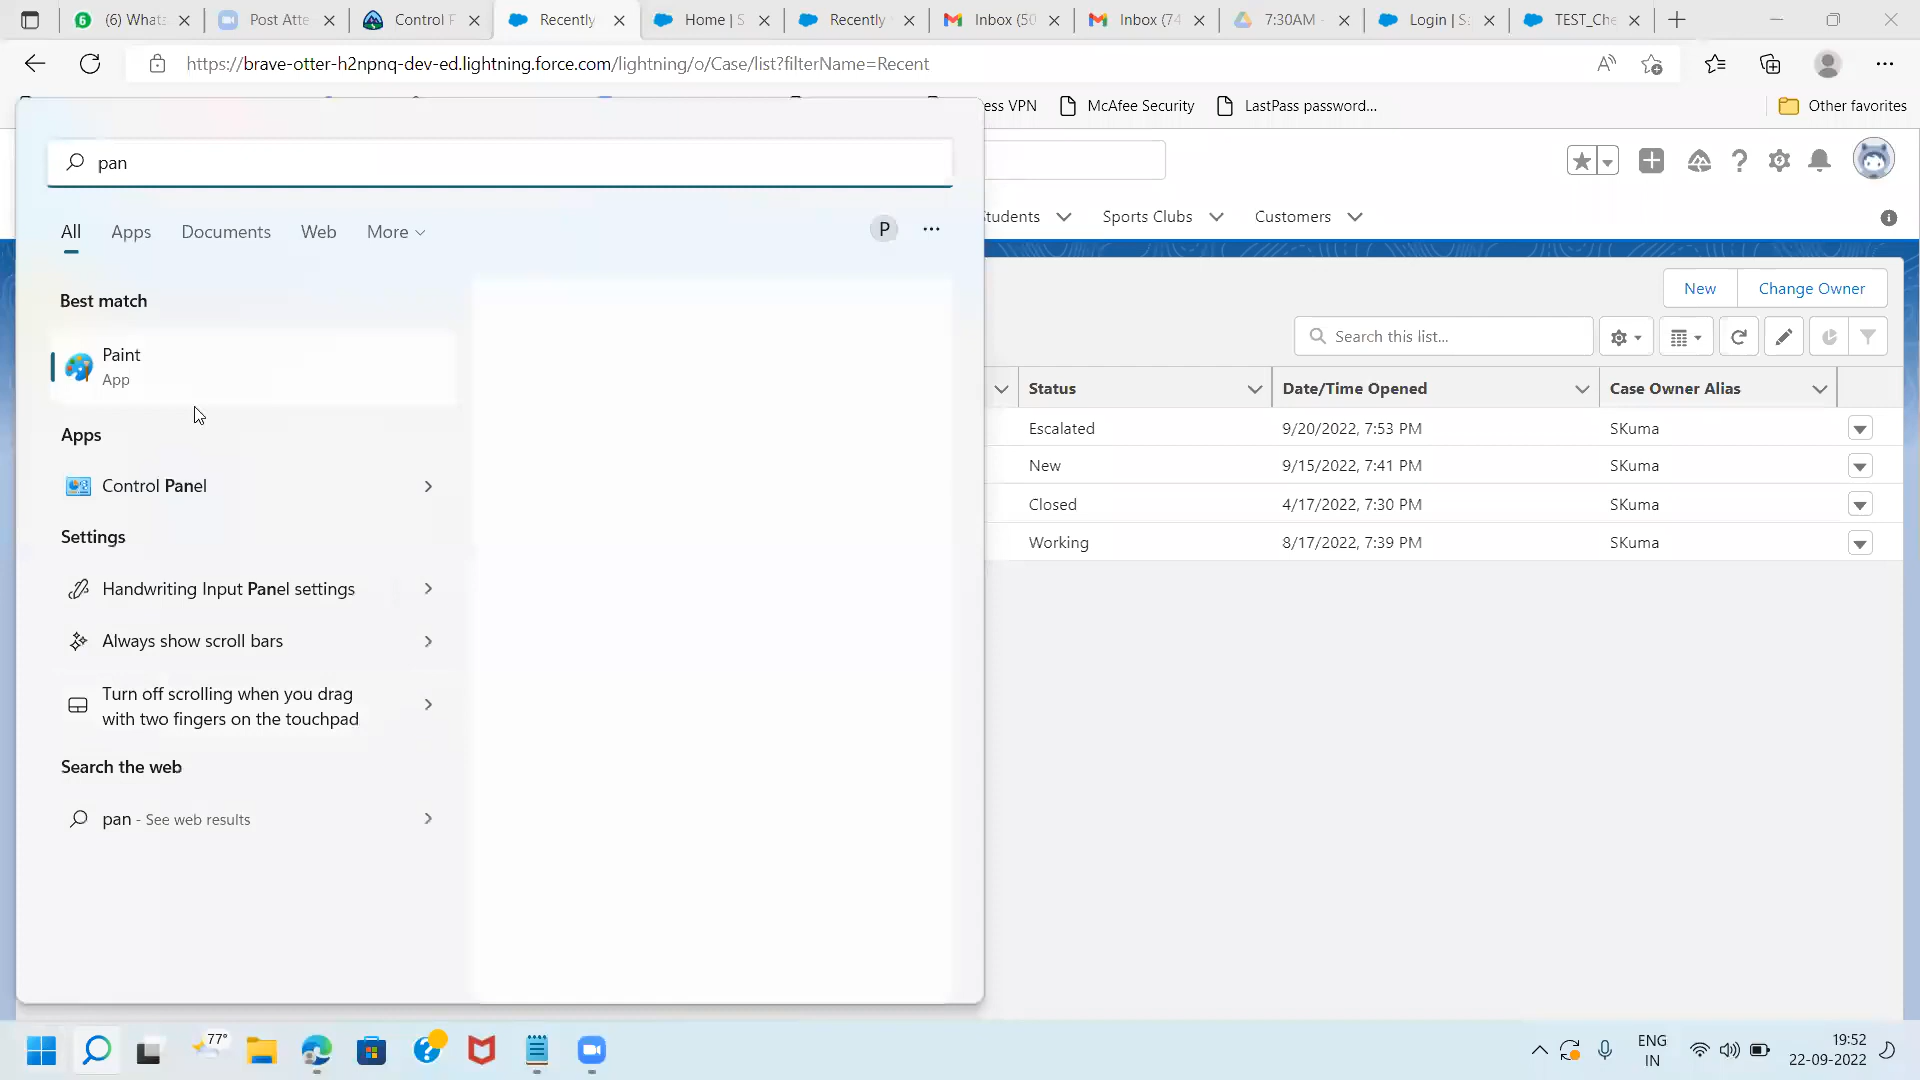 (6) Whats
Post Atte
Control P
Recently
Home | S
Recently
Inbox (50
Inbox (74
7:30AM -
Login | Sa
TEST_Che
https://brave-otter-h2npnq-dev-ed.lightning.force.com/lightning/o/Case/list?filterName=Recent
ess VPN
McAfee Security
LastPass password...
Other favorites
pan
All
Apps
Documents
Web
More
P
Students
Sports Clubs
Customers
Best match
Paint
App
Apps
Control Panel
Settings
Handwriting Input Panel settings
Always show scroll bars
Turn off scrolling when you drag
with two fingers on the touchpad
Search the web
pan - See web results
New
Change Owner
Search this list...
Status
Date/Time Opened
Case Owner Alias
Escalated
9/20/2022, 7:53 PM
SKuma
New
9/15/2022, 7:41 PM
SKuma
Closed
4/17/2022, 7:30 PM
SKuma
Working
8/17/2022, 7:39 PM
SKuma
77°
ENG
IN
19:52
22-09-2022